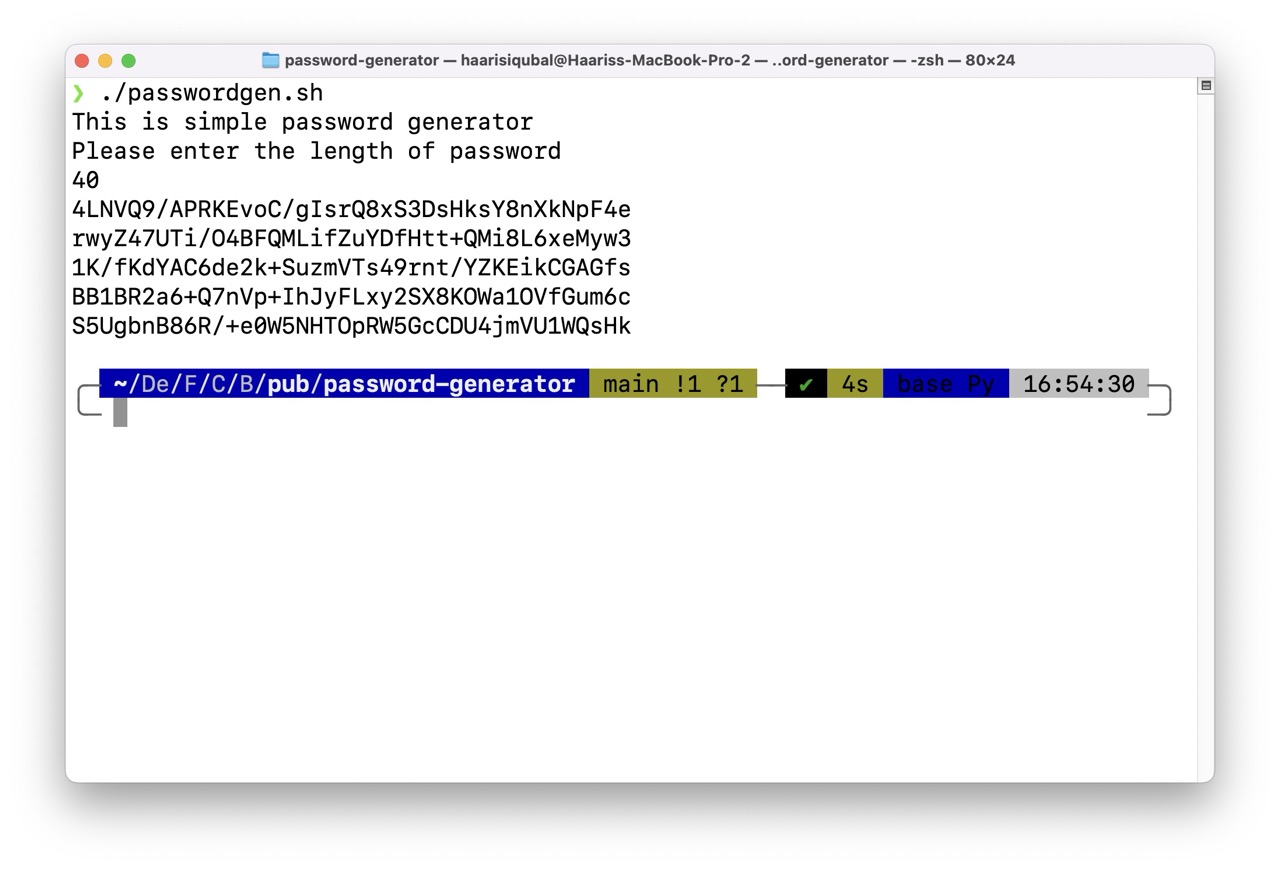 password-generator — haarisiqubal@Haariss-MacBook-Pro-2 — ..ord-generator — -zsh — 80×24
❯ ./passwordgen.sh
This is simple password generator
Please enter the length of password
40
4LNVQ9/APRKEvoC/gIsrQ8xS3DsHksY8nXkNpF4e
rwyZ47UTi/O4BFQMLifZuYDfHtt+QMi8L6xeMyw3
1K/fKdYAC6de2k+SuzmVTs49rnt/YZKEikCGAGfs
BB1BR2a6+Q7nVp+IhJyFLxy2SX8KOWa1OVfGum6c
S5UgbnB86R/+e0W5NHTOpRW5GcCDU4jmVU1WQsHk
~/De/F/C/B/pub/password-generator main !1 ?1 ✔ 4s base Py 16:54:30